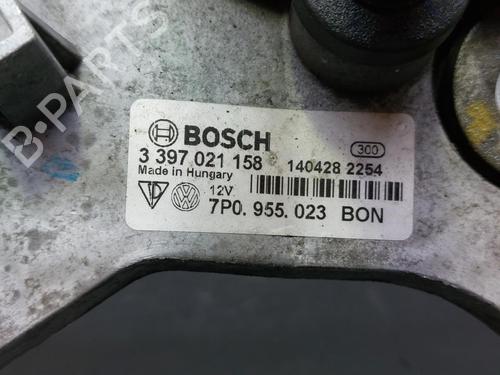 B-PARTS
BOSCH
300
3 397 021 158
140428 2254
Made in Hungary
12V
7P0. 955. 023 BON